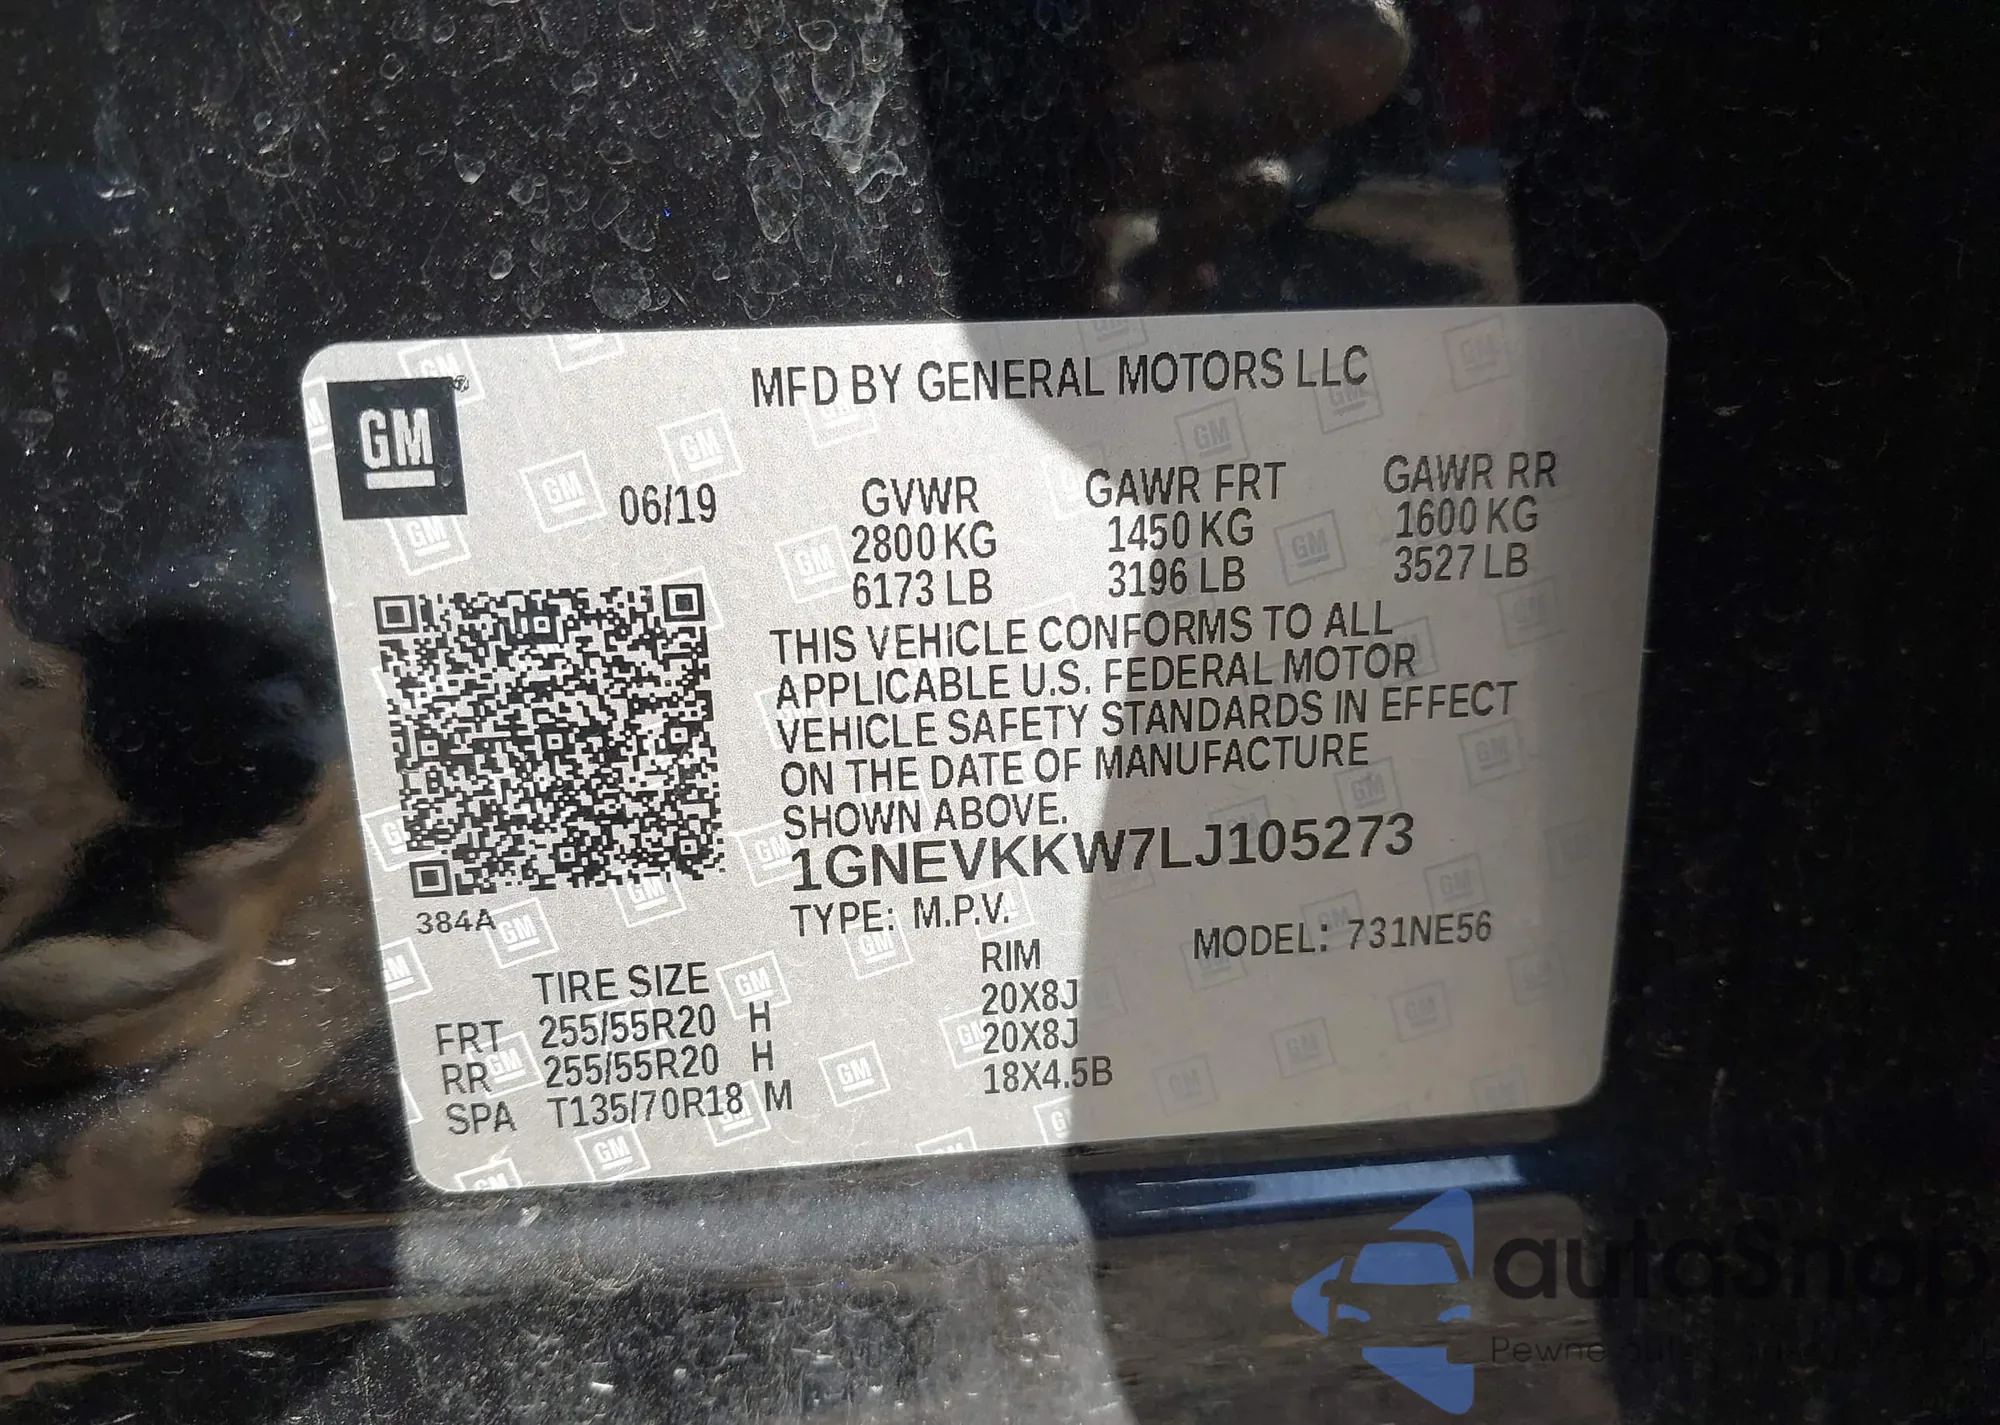 GM
MFD BY GENERAL MOTORS LLC
06/19
GVWR GAWR FRT GAWR RR
2800 KG 1450 KG 1600 KG
6173 LB 3196 LB 3527 LB
THIS VEHICLE CONFORMS TO ALL
APPLICABLE U.S. FEDERAL MOTOR
VEHICLE SAFETY STANDARDS IN EFFECT
ON THE DATE OF MANUFACTURE
SHOWN ABOVE.
1GNEVKKW7LJ105273
384A
TYPE: M.P.V. MODEL: 731NE56
TIRE SIZE RIM
FRT 255/55R20 H 20X8J
RR 255/55R20 H 20X8J
SPA T135/70R18 M 18X4.5B
autaSnap
Pewne